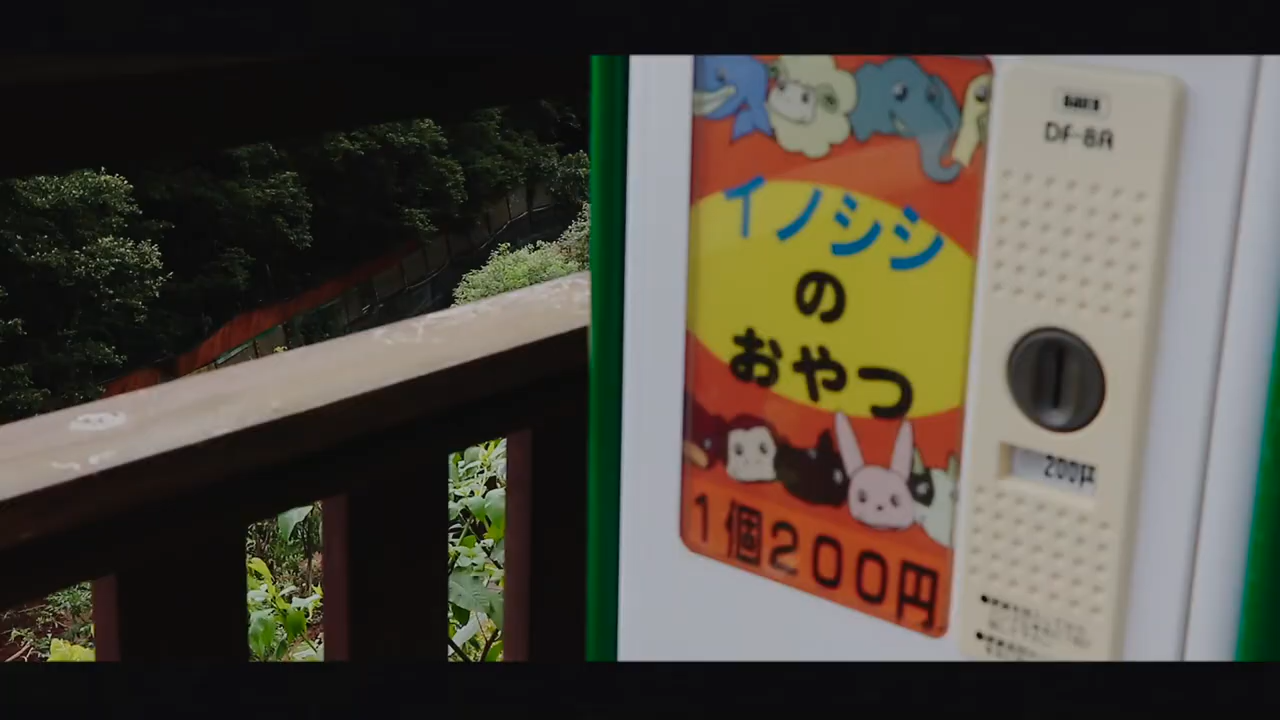 DF-8A
イノシシ
の
おやつ
200円
1個200円